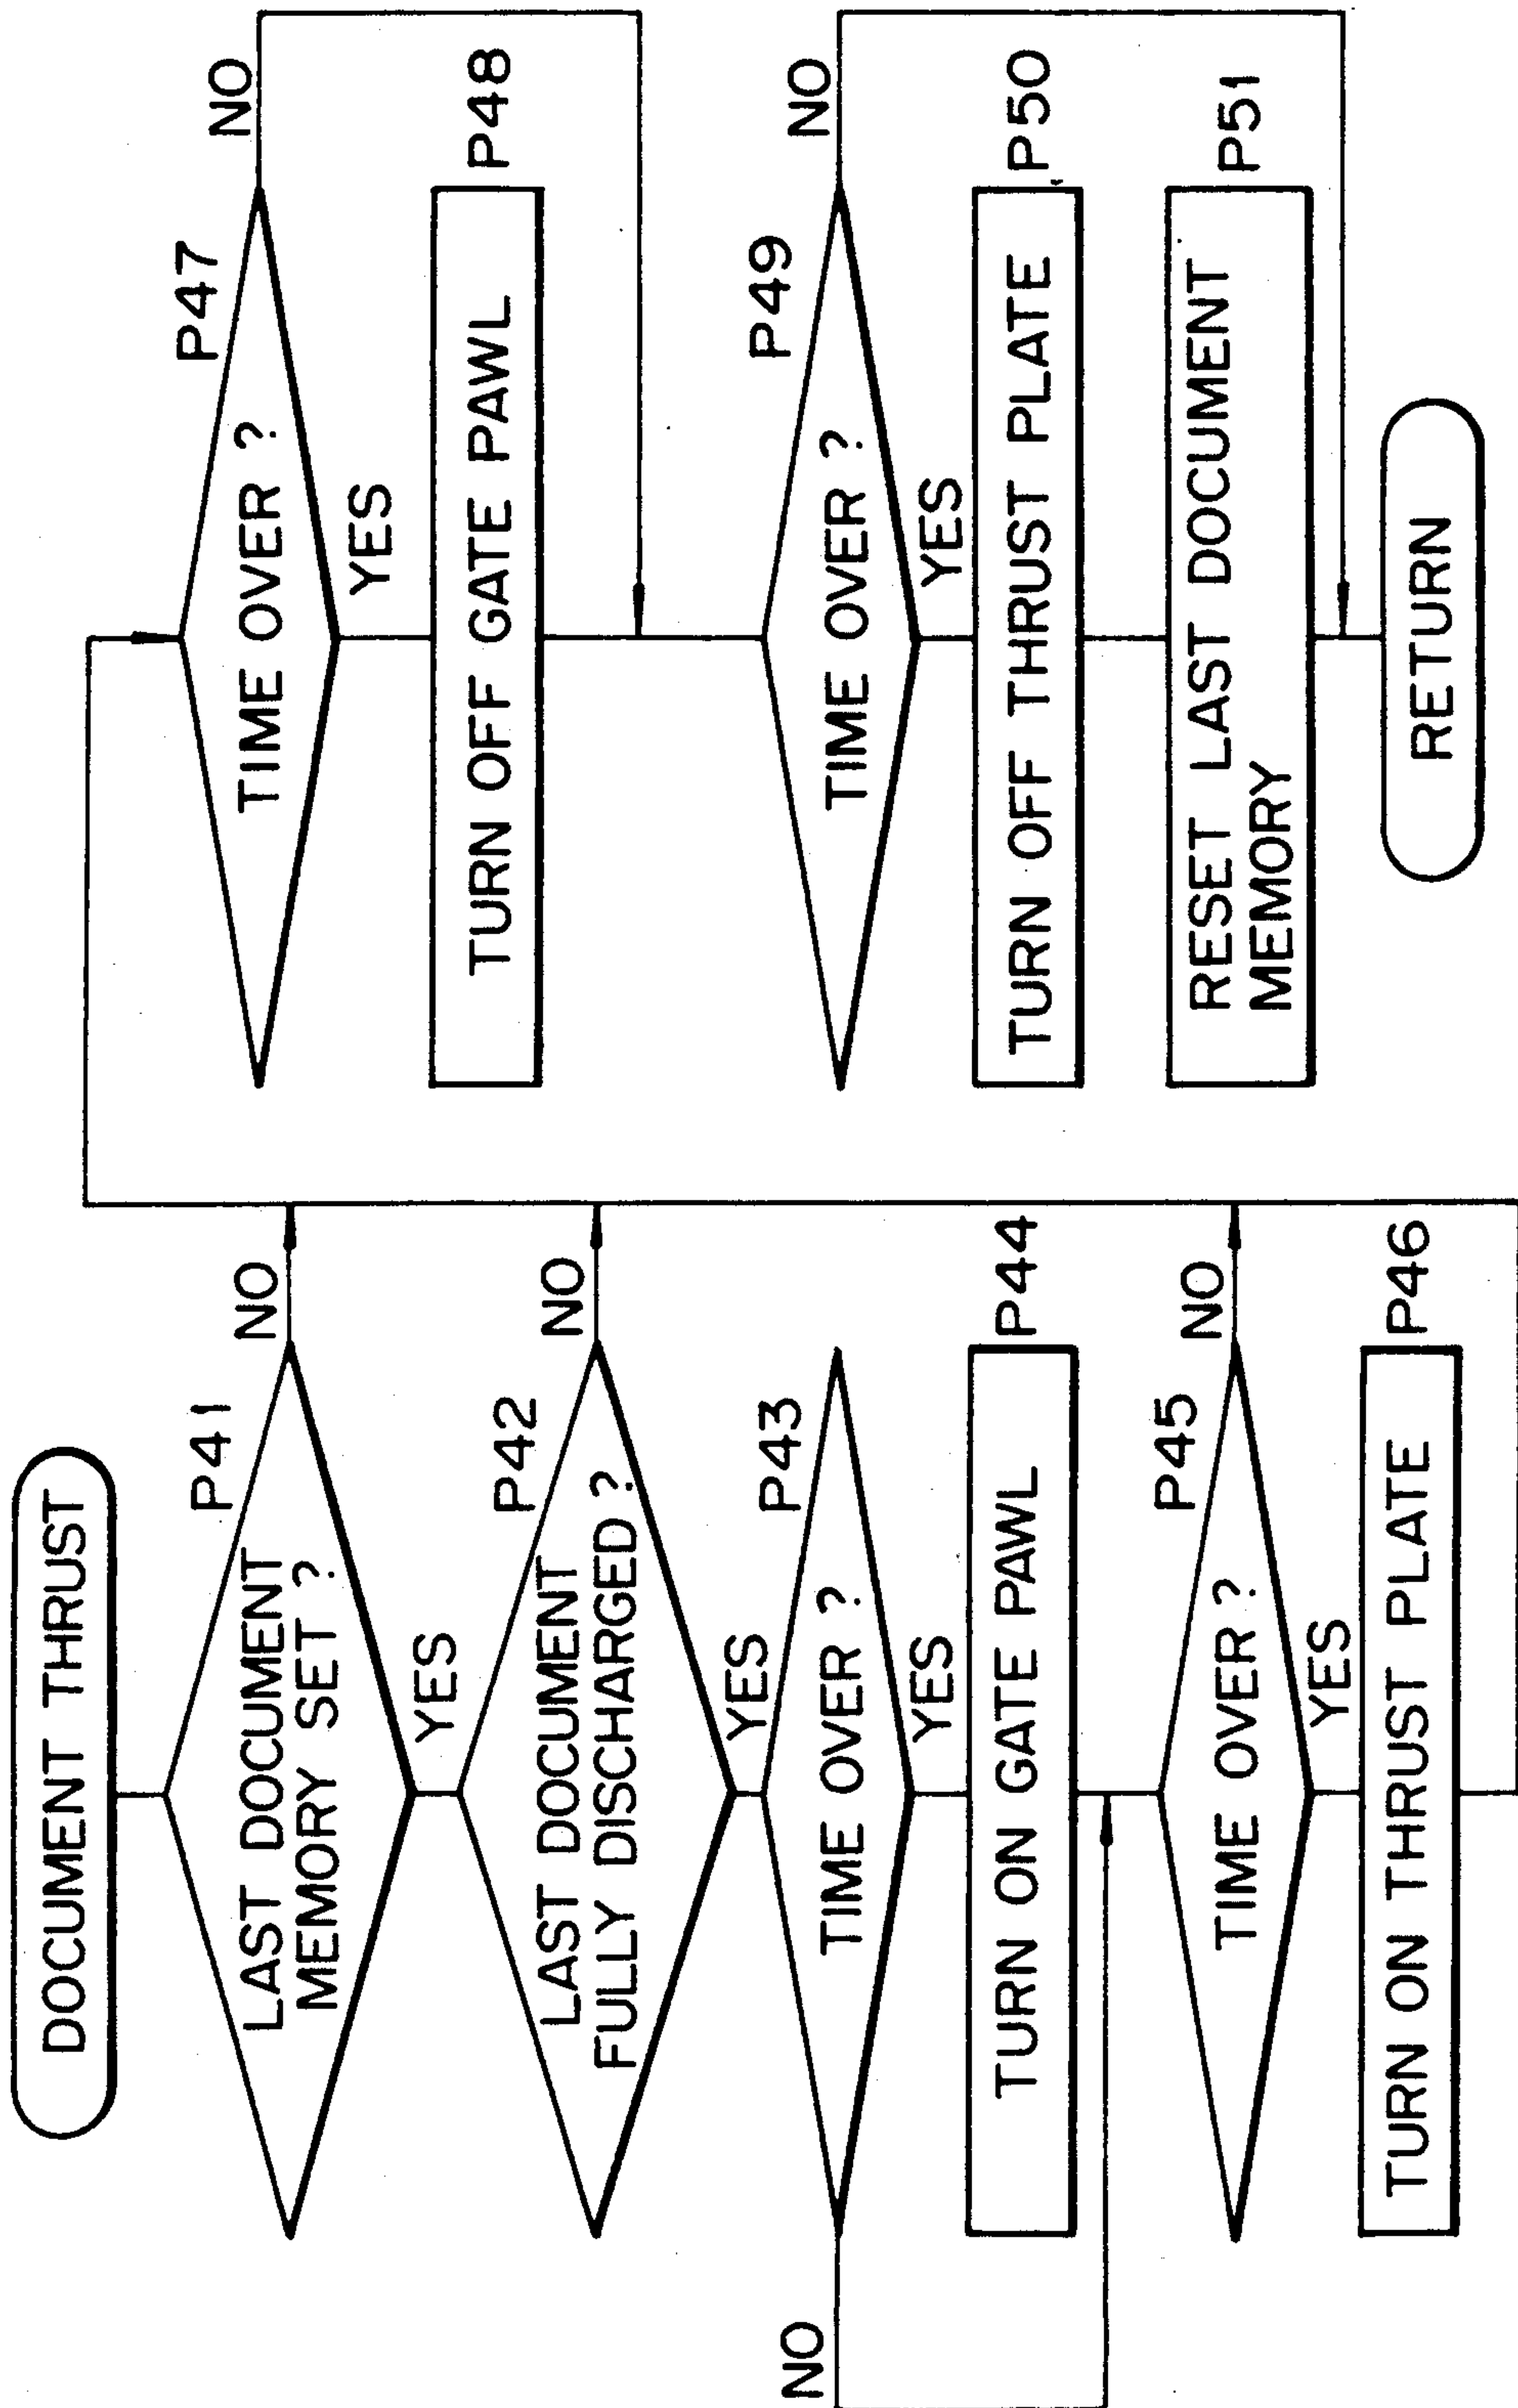 DOCUMENT THRUST
P41
LAST DOCUMENT
MEMORY SET ?
NO
YES
P42
LAST DOCUMENT
FULLY DISCHARGED ?
NO
YES
P43
TIME OVER ?
NO
YES
TURN ON GATE PAWL
P44
P45
TIME OVER ?
NO
YES
TURN ON THRUST PLATE
P46
P47
TIME OVER ?
NO
YES
TURN OFF GATE PAWL
P48
P49
TIME OVER ?
NO
YES
TURN OFF THRUST PLATE
P50
RESET LAST DOCUMENT
MEMORY
P51
RETURN